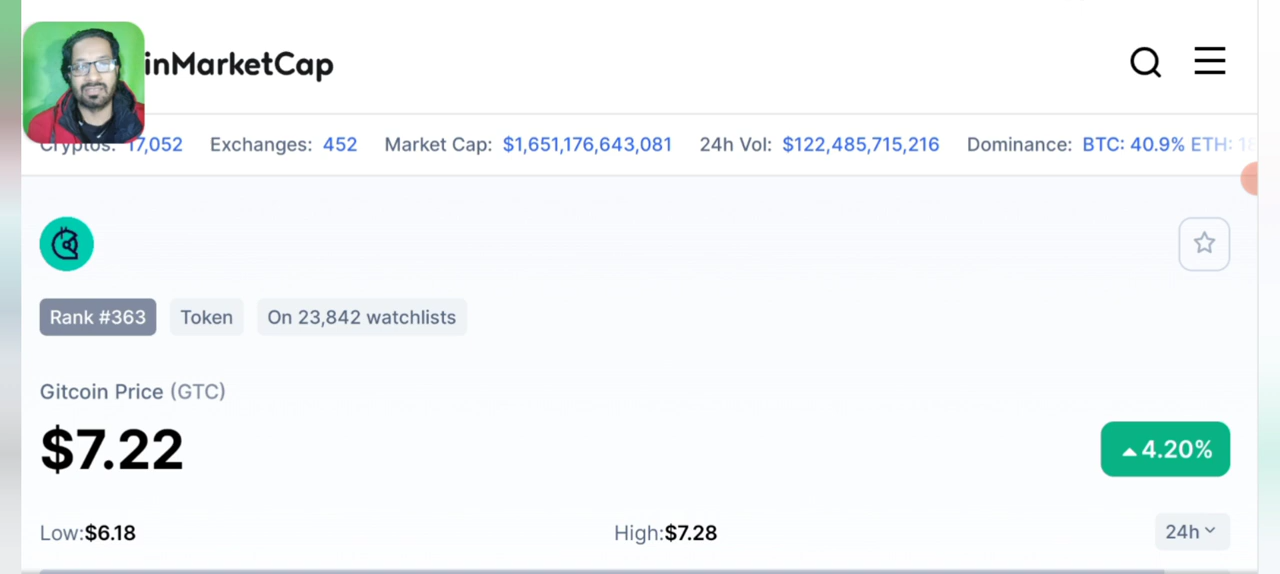 inMarketCap
Cryptos: 17,052 Exchanges: 452 Market Cap: $1,651,176,643,081 24h Vol: $122,485,715,216 Dominance: BTC: 40.9% ETH: 18
Rank #363 Token On 23,842 watchlists
Gitcoin Price (GTC)
$7.22 4.20%
Low:$6.18 High:$7.28 24h